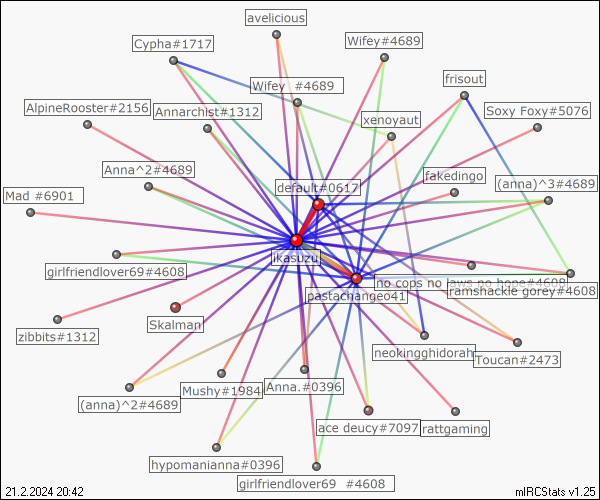 avelicious
Cypha#1717
Wifey#4689
frisout
Wifey  #4689
AlpineRooster#2156
Annarchist#1312
Soxy Foxy#5076
xenoyaut
Anna^2#4689
fakedingo
(anna)^3#4689
default#0617
Mad #6901
ikasuzu
girlfriendlover69#4608
no cops no laws no hope#4608
ramshackle gorey#4608
pastachangeo41
Skalman
zibbits#1312
neokingghidorah
Toucan#2473
Mushy#1984
Anna.#0396
(anna)^2#4689
ace deucy#7097
rattgaming
hypomanianna#0396
girlfriendlover69  #4608
21.2.2024 20:42
mIRCStats v1.25